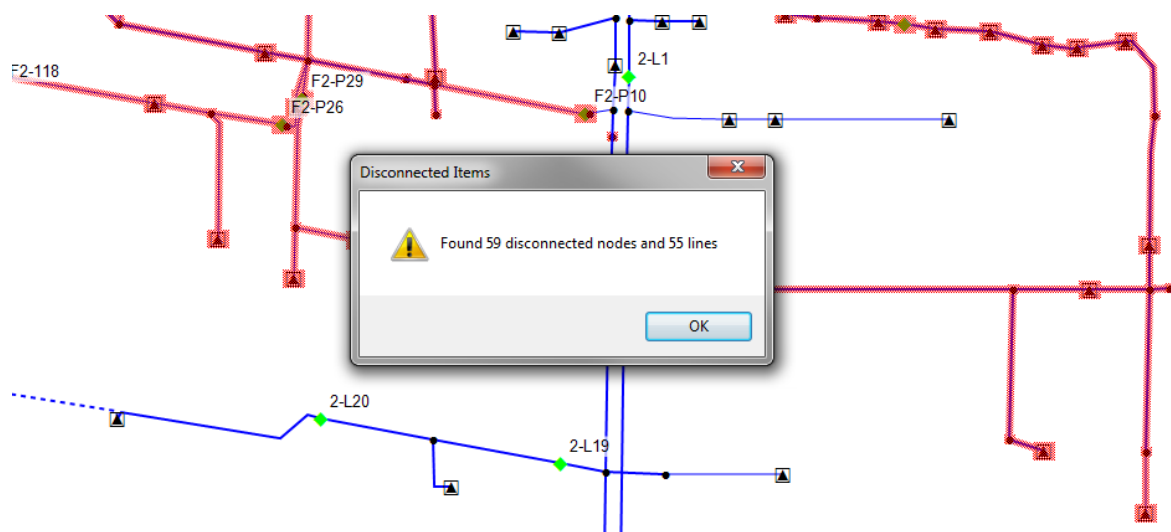 2-L1
F2-118
F2-P29
F2-P10
F2-P26
Disconnected Items
Found 59 disconnected nodes and 55 lines
OK
2-L20
2-L19